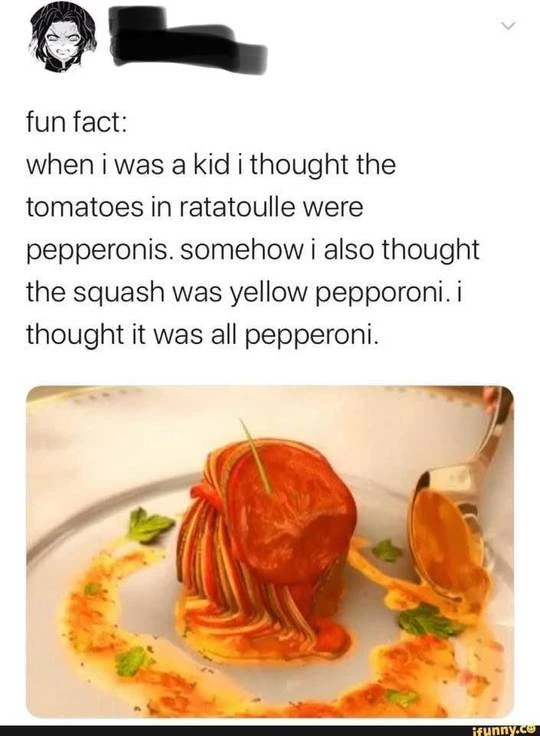 fun fact:
when i was a kid i thought the
tomatoes in ratatoulle were
pepperonis. somehow i also thought
the squash was yellow pepporoni. i
thought it was all pepperoni.
ifunny.co